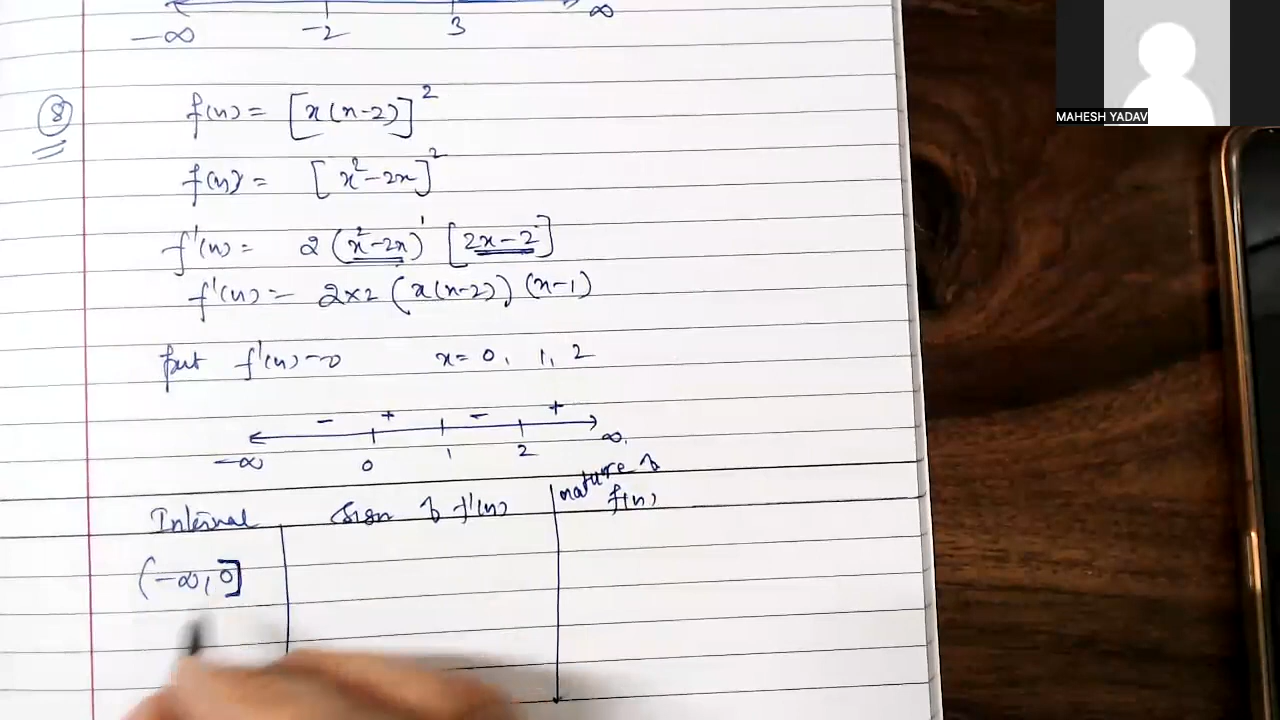 -∞ -2 3 ∞
MAHESH YADAV
8 f(x) = [x(x-2)]²
f(x) = [x²-2x]²
f'(x) = 2(x²-2x)' [2x-2]
f'(x) = 2×2 (x(x-2)) (x-1)
put f'(x)=0 x= 0, 1, 2
- + - +
-∞ 0 1 2 ∞
Interval Sign of f'(x) nature of f(x)
(-∞, 0]